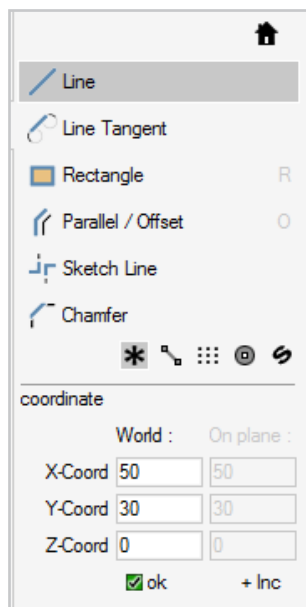 Line
Line Tangent
Rectangle R
Parallel / Offset O
Sketch Line
Chamfer
coordinate
World : On plane :
X-Coord 50 50
Y-Coord 30 30
Z-Coord 0 0
ok + Inc